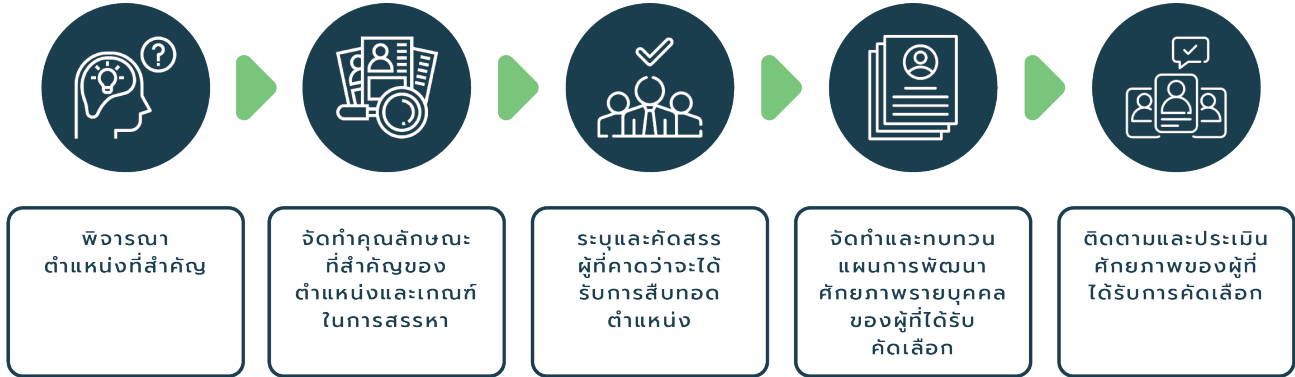 ?
พิจารณา
ตำแหน่งที่สำคัญ
จัดทำคุณลักษณะ
ที่สำคัญของ
ตำแหน่งและเกณฑ์
ในการสรรหา
ระบุและคัดสรร
ผู้ที่คาดว่าจะได้
รับการสืบทอด
ตำแหน่ง
จัดทำและทบทวน
แผนการพัฒนา
ศักยภาพรายบุคคล
ของผู้ที่ได้รับ
คัดเลือก
ติดตามและประเมิน
ศักยภาพของผู้ที่
ได้รับการคัดเลือก